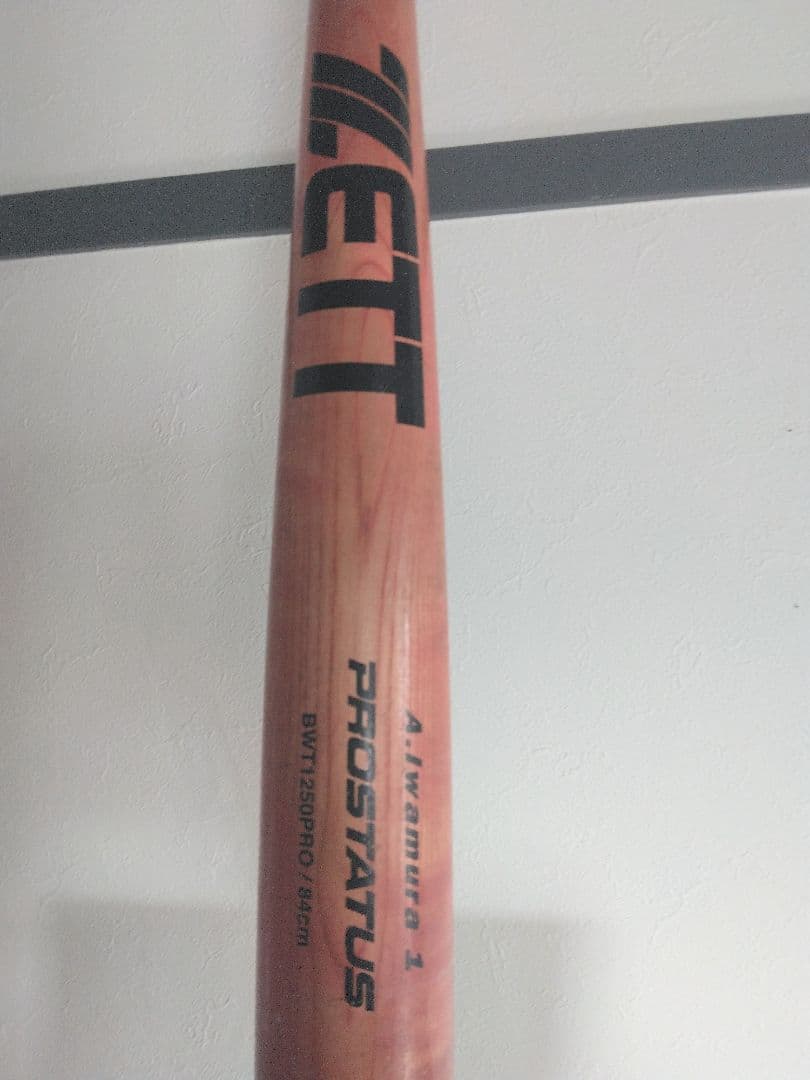 ZETT
A.Iwamura 1
PROSTATUS
BWT1250PRO / 84cm